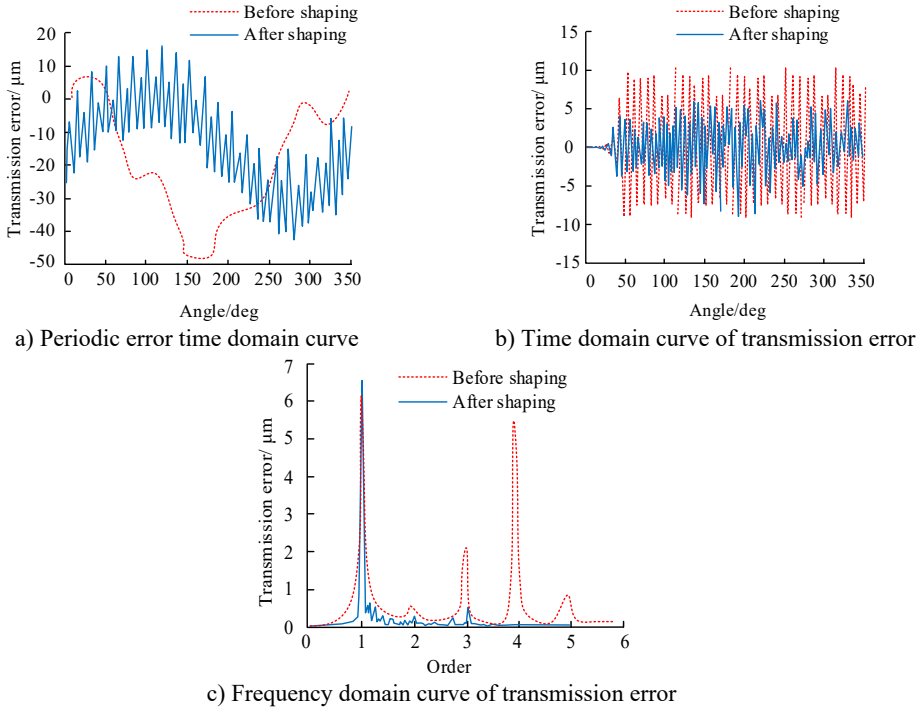 Before shaping
After shaping
Transmission error/ μm
20
10
0
-10
-20
-30
-40
-50
0 50 100 150 200 250 300 350
Angle/deg
a) Periodic error time domain curve
Before shaping
After shaping
Transmission error/ μm
15
10
5
0
-5
-10
-15
0 50 100 150 200 250 300 350
Angle/deg
b) Time domain curve of transmission error
Before shaping
After shaping
Transmission error/ μm
7
6
5
4
3
2
1
0
0 1 2 3 4 5 6
Order
c) Frequency domain curve of transmission error